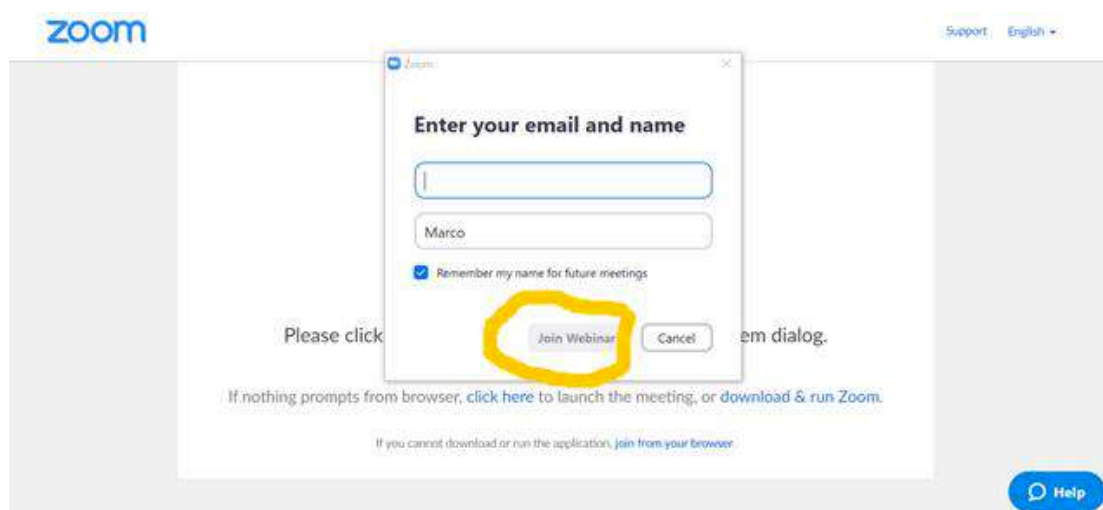 zoom
Support English
Zoom
Enter your email and name
Marco
Remember my name for future meetings
Join Webinar Cancel
Please click em dialog.
If nothing prompts from browser, click here to launch the meeting, or download & run Zoom.
If you cannot download or run the application, join from your browser.
Help